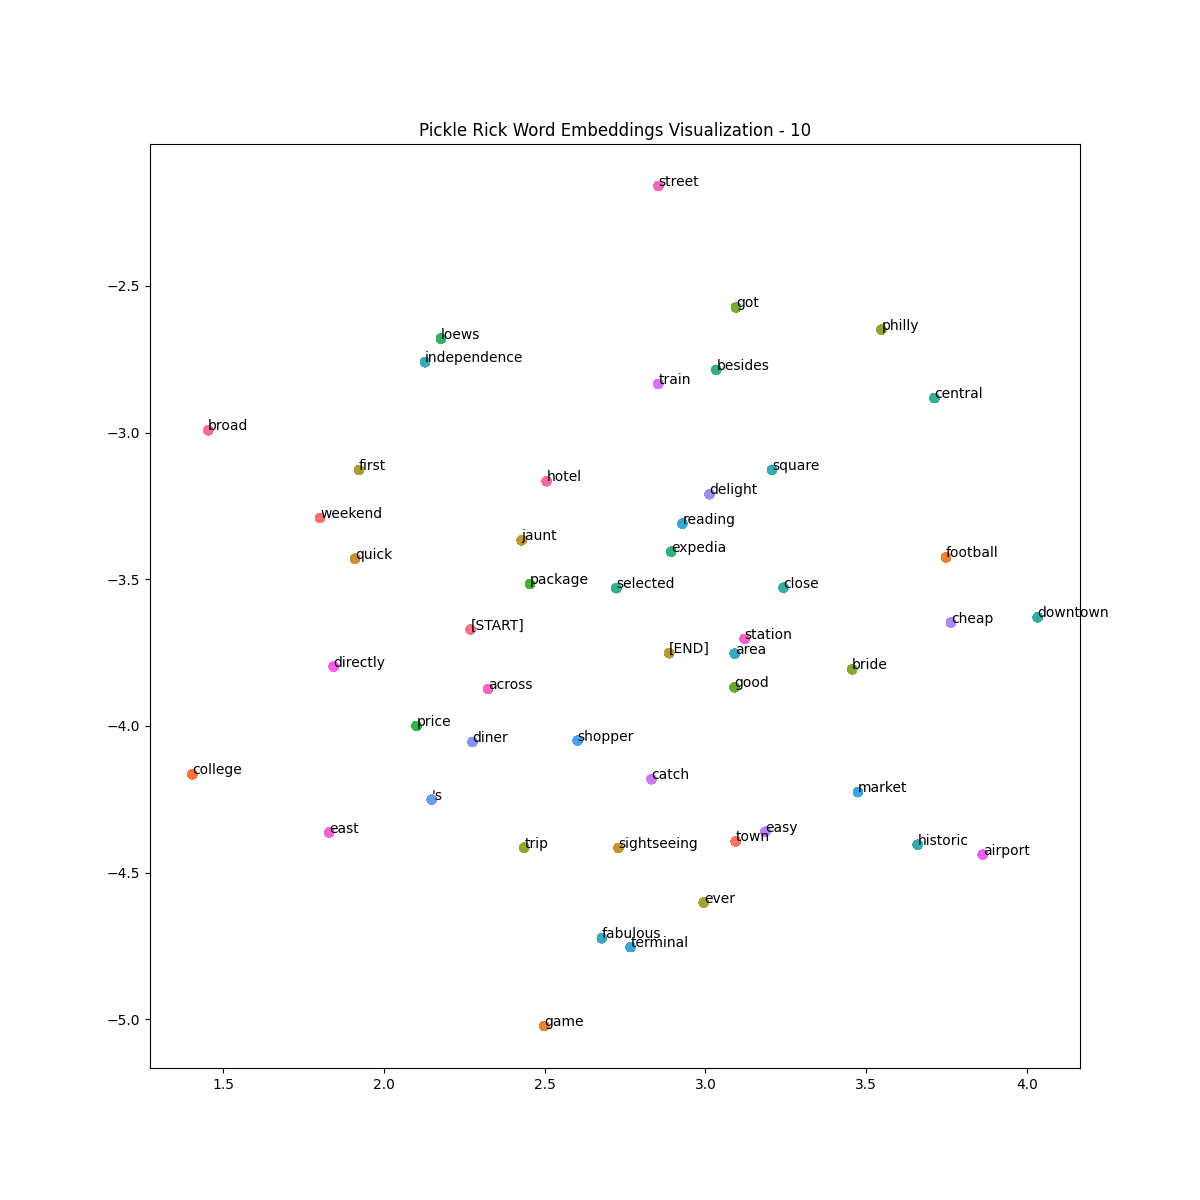 Pickle Rick Word Embeddings Visualization - 10
street
−2.5
got
philly
loews
independence
besides
train
central
broad
−3.0
first
square
hotel
delight
weekend
reading
jaunt
expedia
quick
football
−3.5
package
selected
close
downtown
cheap
[START]
station
[END]
area
directly
bride
across
good
price
−4.0
diner
shopper
college
catch
market
's
east
easy
town
trip
sightseeing
historic
airport
−4.5
ever
fabulous
terminal
game
−5.0
1.5 2.0 2.5 3.0 3.5 4.0